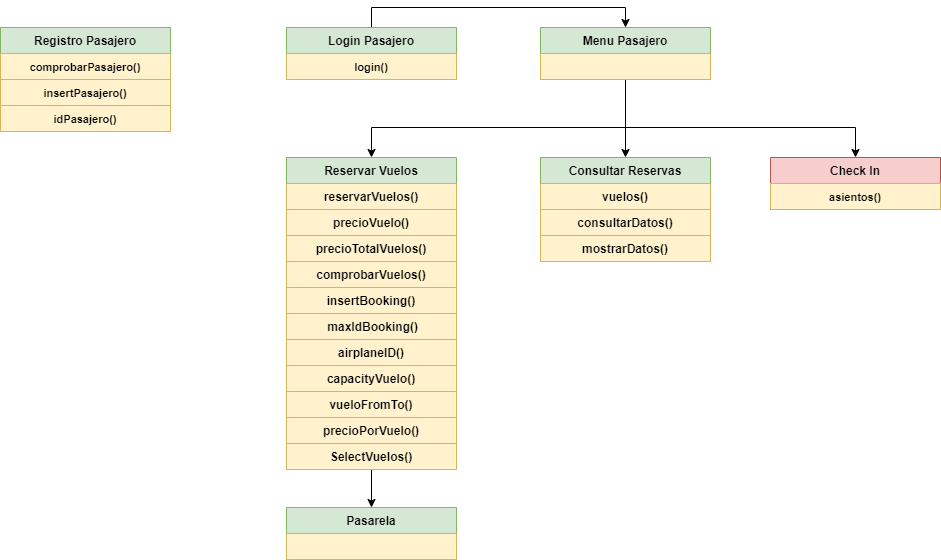 Registro Pasajero
comprobarPasajero()
insertPasajero()
idPasajero()
Login Pasajero
login()
Menu Pasajero
Reservar Vuelos
reservarVuelos()
precioVuelo()
precioTotalVuelos()
comprobarVuelos()
insertBooking()
maxIdBooking()
airplaneID()
capacityVuelo()
vueloFromTo()
precioPorVuelo()
SelectVuelos()
Consultar Reservas
vuelos()
consultarDatos()
mostrarDatos()
Check In
asientos()
Pasarela